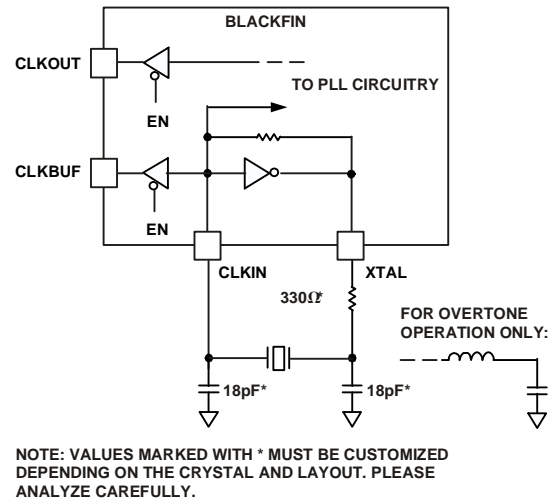 BLACKFIN
CLKOUT
TO PLL CIRCUITRY
EN
CLKBUF
EN
CLKIN
XTAL
330Ω*
FOR OVERTONE
OPERATION ONLY:
18pF*
18pF*
NOTE: VALUES MARKED WITH * MUST BE CUSTOMIZED
DEPENDING ON THE CRYSTAL AND LAYOUT. PLEASE
ANALYZE CAREFULLY.